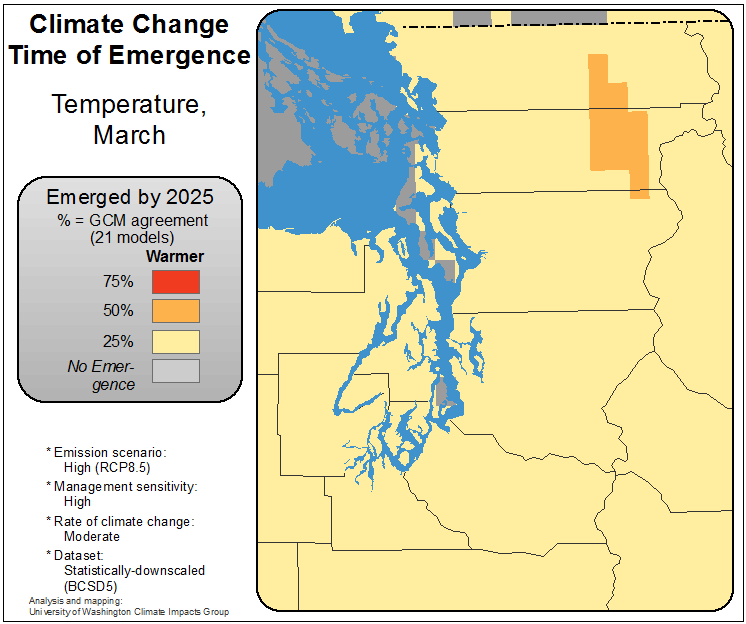 Climate Change
Time of Emergence
Temperature,
March
Emerged by 2025
% = GCM agreement
(21 models)
Warmer
75%
50%
25%
No Emer-
gence
* Emission scenario:
High (RCP8.5)
* Management sensitivity:
High
* Rate of climate change:
Moderate
* Dataset:
Statistically-downscaled
(BCSD5)
Analysis and mapping:
University of Washington Climate Impacts Group